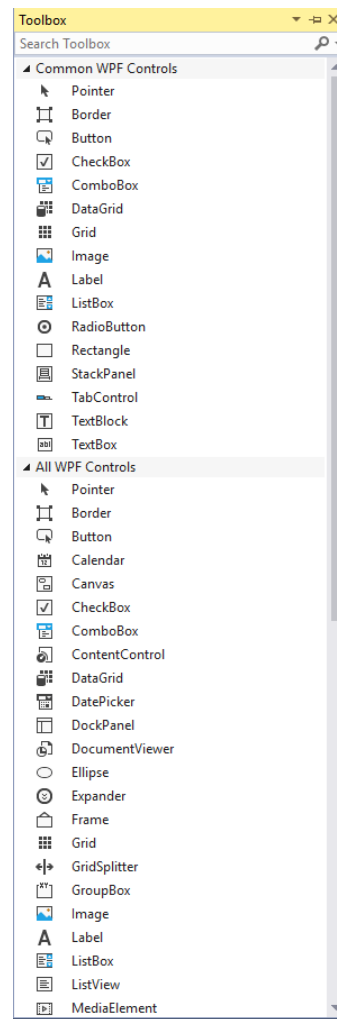 Toolbox
Search Toolbox
Common WPF Controls
Pointer
Border
Button
CheckBox
ComboBox
DataGrid
Grid
Image
Label
ListBox
RadioButton
Rectangle
StackPanel
TabControl
TextBlock
TextBox
All WPF Controls
Pointer
Border
Button
Calendar
Canvas
CheckBox
ComboBox
ContentControl
DataGrid
DatePicker
DockPanel
DocumentViewer
Ellipse
Expander
Frame
Grid
GridSplitter
GroupBox
Image
Label
ListBox
ListView
MediaElement